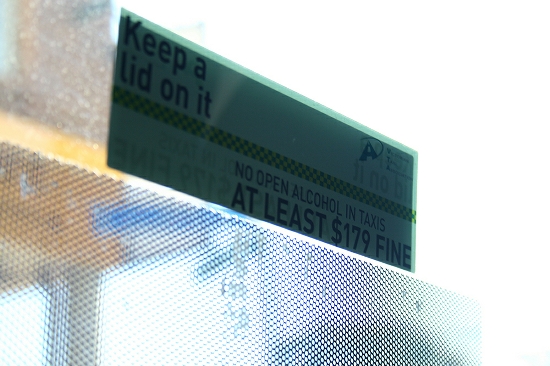 Keep a
lid on it
NO OPEN ALCOHOL IN TAXIS
AT LEAST $179 FINE